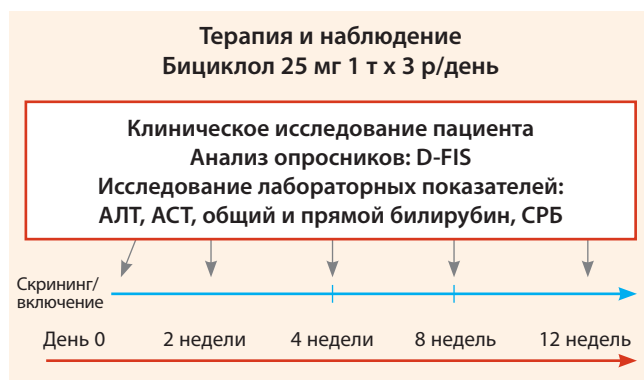 Терапия и наблюдение
Бициклол 25 мг 1 т x 3 р/день
Клиническое исследование пациента
Анализ опросников: D-FIS
Исследование лабораторных показателей:
АЛТ, АСТ, общий и прямой билирубин, СРБ
Скрининг/
включение
День 0 2 недели 4 недели 8 недель 12 недель